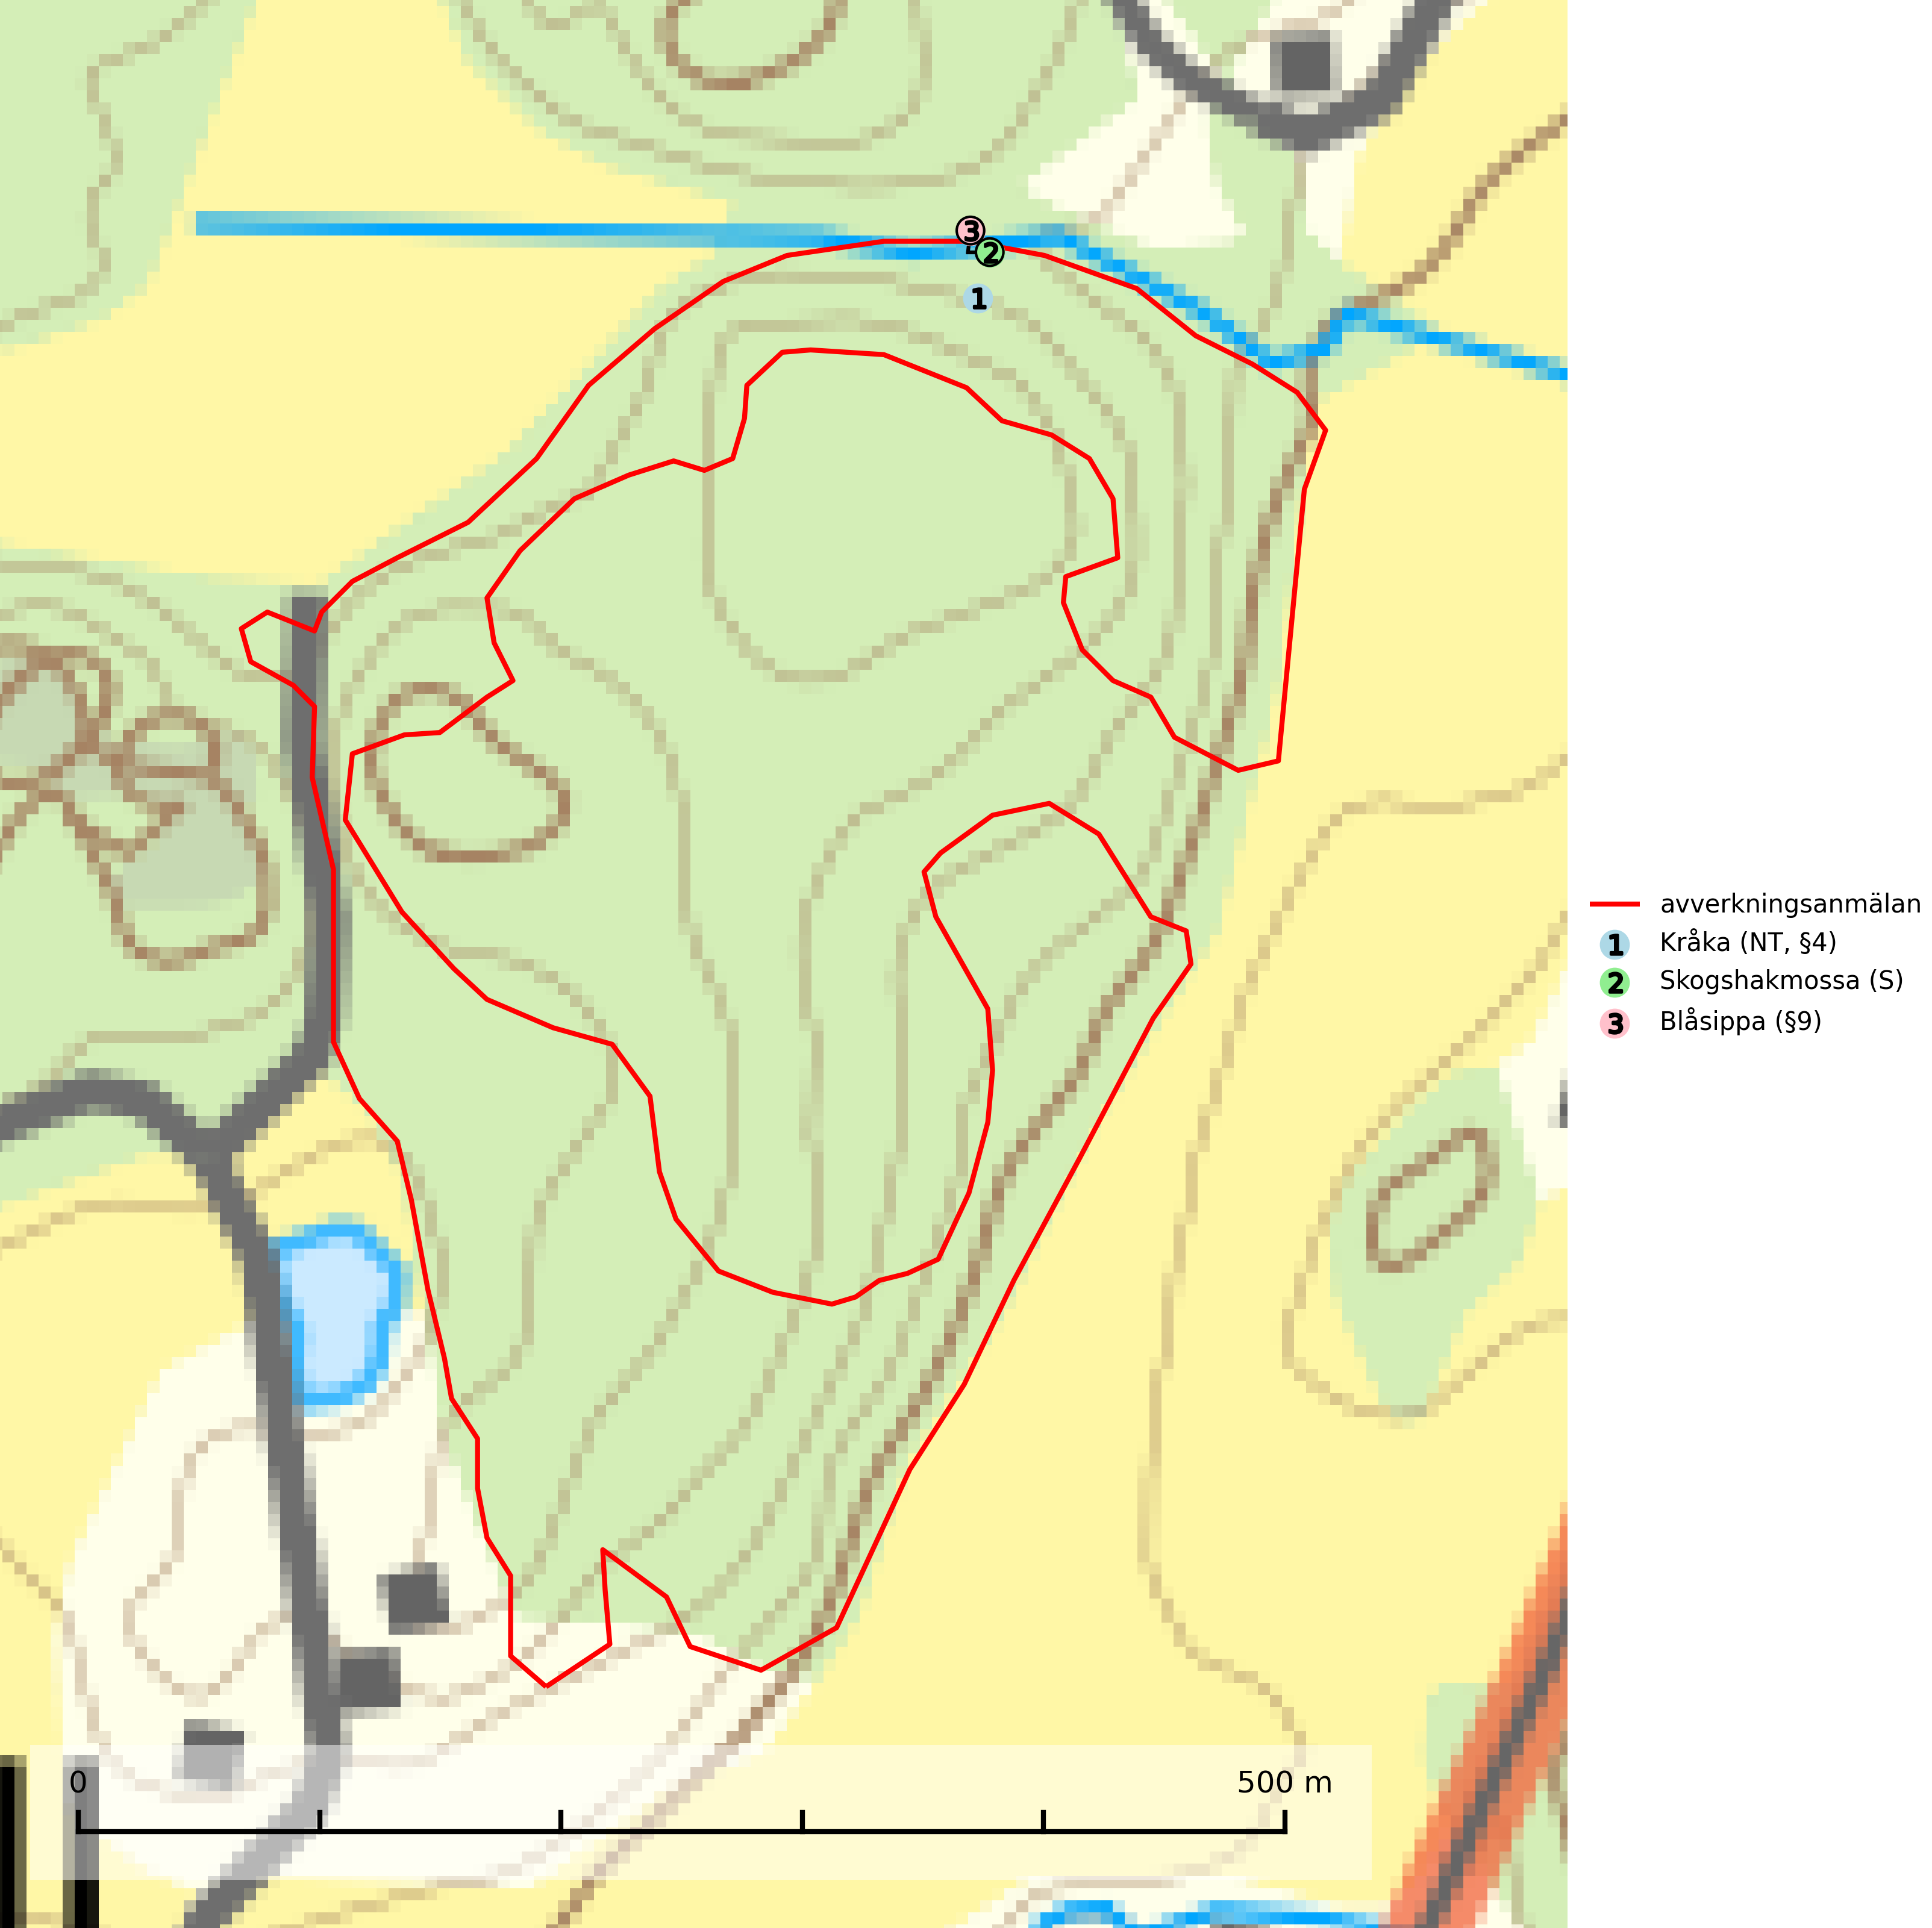 3
2
1
avverkningsanmälan
1 Kråka (NT, §4)
2 Skogshakmossa (S)
3 Blåsippa (§9)
0 500 m